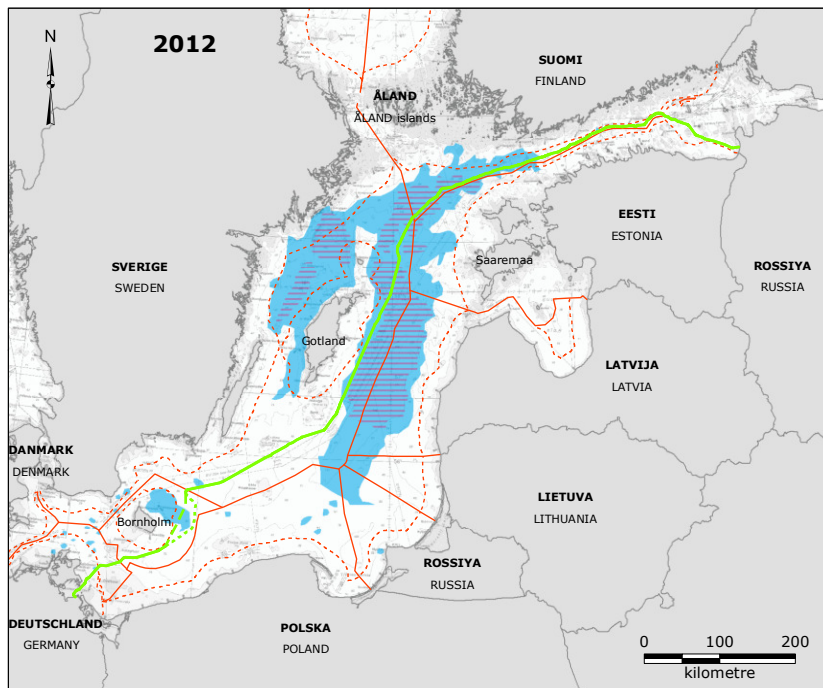 2012
N
SUOMI
FINLAND
ÅLAND
ÅLAND islands
EESTI
ESTONIA
SVERIGE
SWEDEN
Saaremaa
ROSSIYA
RUSSIA
Gotland
LATVIJA
LATVIA
DANMARK
DENMARK
LIETUVA
LITHUANIA
Bornholm
ROSSIYA
RUSSIA
DEUTSCHLAND
GERMANY
POLSKA
POLAND
0 100 200
kilometre